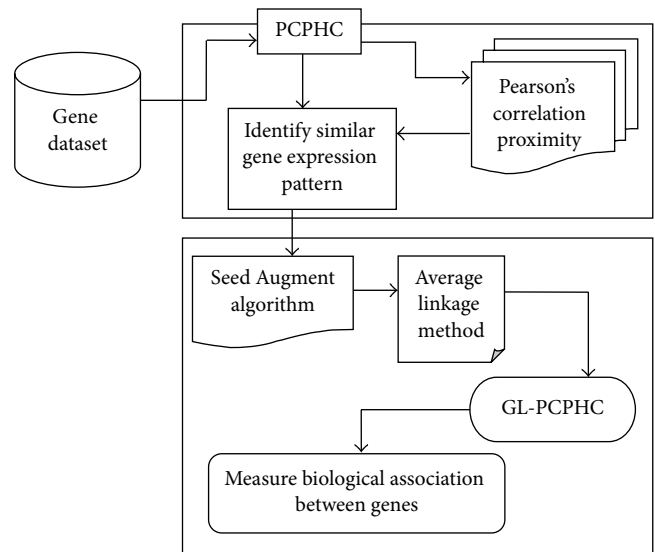 PCPHC
Gene
dataset
Pearson's
correlation
proximity
Identify similar
gene expression
pattern
Seed Augment
algorithm
Average
linkage
method
GL-PCPHC
Measure biological association
between genes